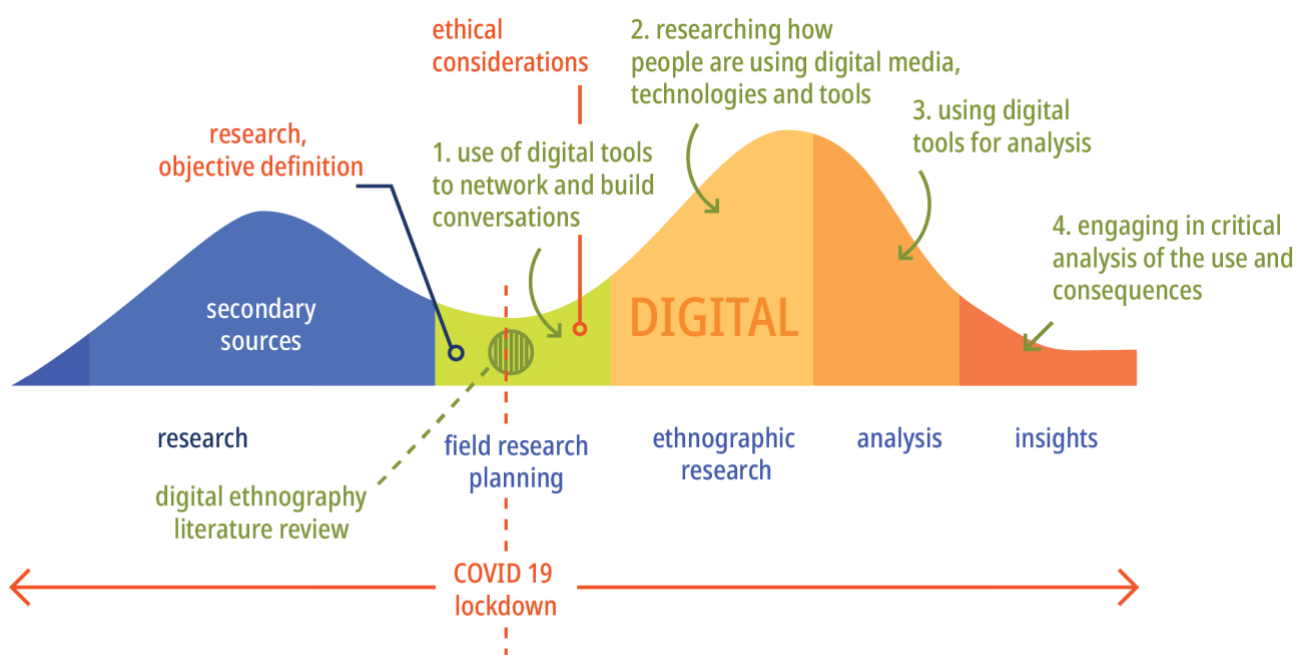 ethical
considerations
2. researching how
people are using digital media,
technologies and tools
3. using digital
tools for analysis
research,
objective definition
1. use of digital tools
to network and build
conversations
4. engaging in critical
analysis of the use and
consequences
secondary
sources
DIGITAL
research
field research
planning
ethnographic
research
analysis
insights
digital ethnography
literature review
COVID 19
lockdown